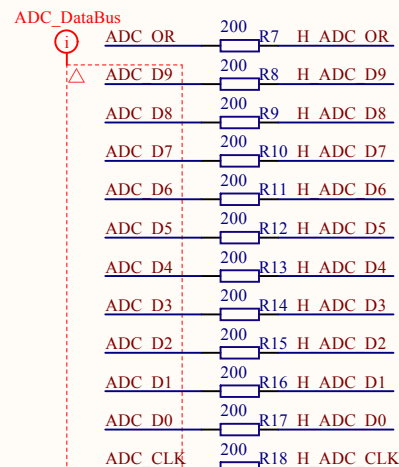 ADC_DataBus
i
ADC_OR 200 R7 H_ADC_OR
ADC_D9 200 R8 H_ADC_D9
ADC_D8 200 R9 H_ADC_D8
ADC_D7 200 R10 H_ADC_D7
ADC_D6 200 R11 H_ADC_D6
ADC_D5 200 R12 H_ADC_D5
ADC_D4 200 R13 H_ADC_D4
ADC_D3 200 R14 H_ADC_D3
ADC_D2 200 R15 H_ADC_D2
ADC_D1 200 R16 H_ADC_D1
ADC_D0 200 R17 H_ADC_D0
ADC_CLK 200 R18 H_ADC_CLK